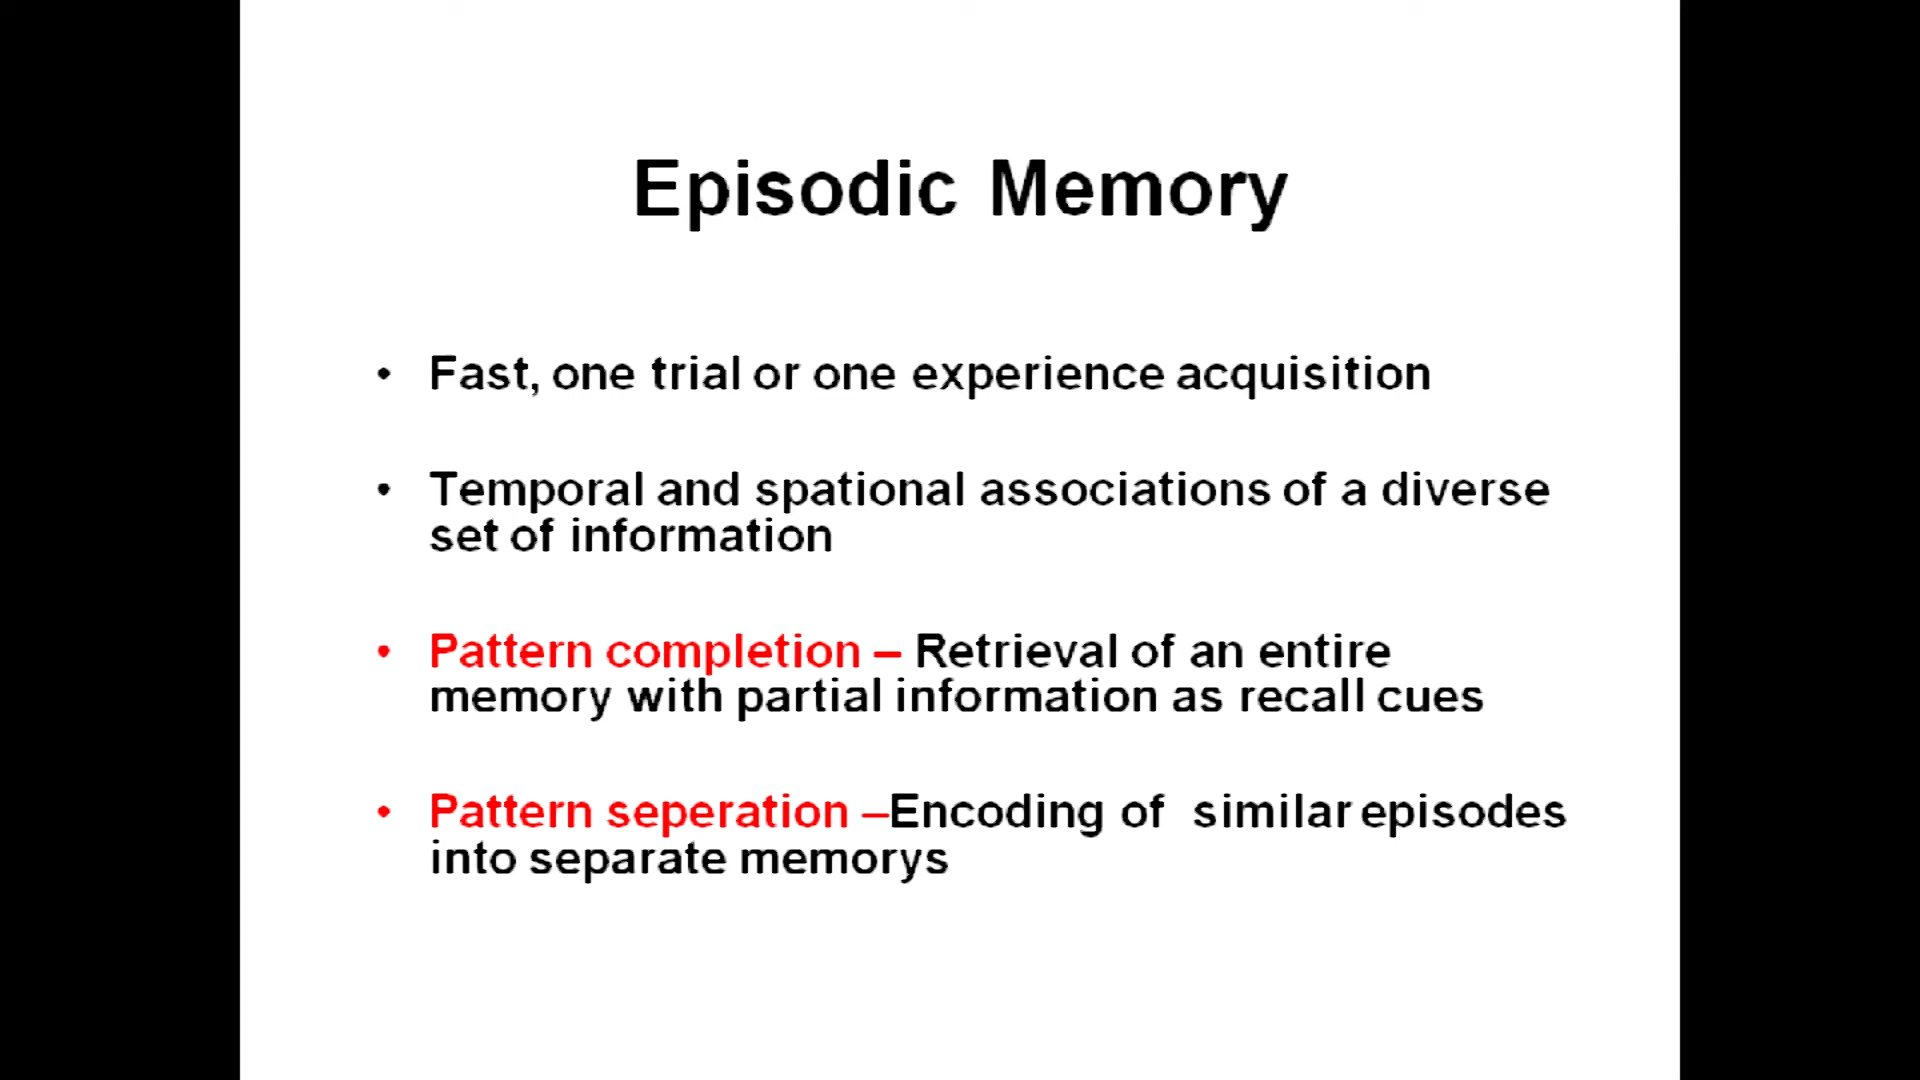 Episodic Memory
• Fast, one trial or one experience acquisition
• Temporal and spational associations of a diverse
set of information
• Pattern completion – Retrieval of an entire
memory with partial information as recall cues
• Pattern seperation –Encoding of similar episodes
into separate memorys